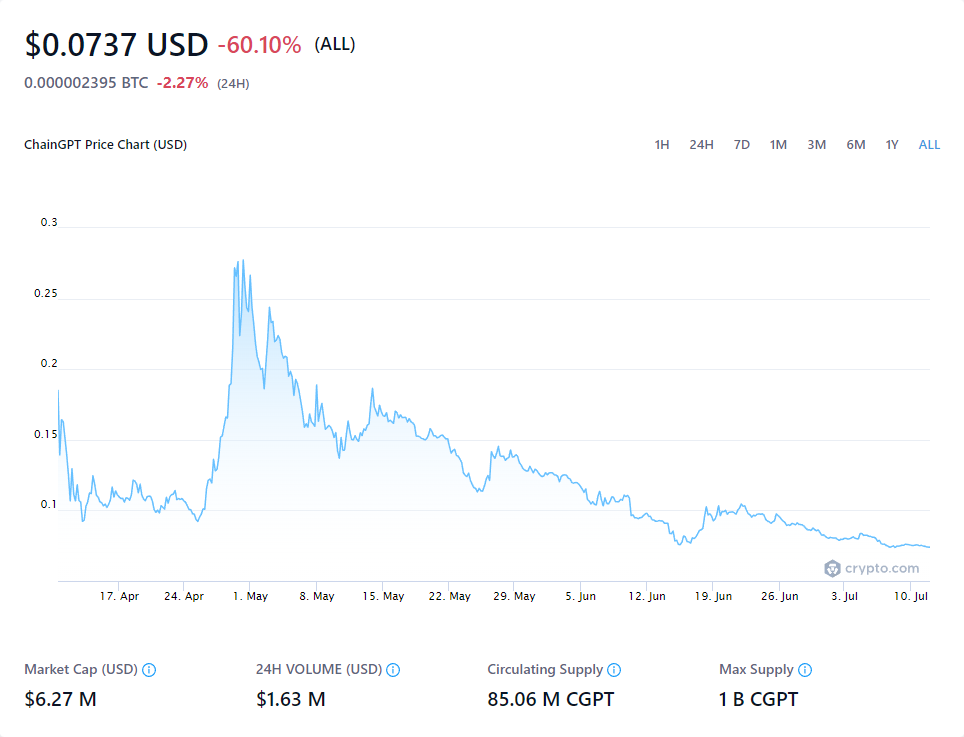 $0.0737 USD -60.10% (ALL)
0.000002395 BTC -2.27% (24H)
ChainGPT Price Chart (USD) 1H 24H 7D 1M 3M 6M 1Y ALL
0.3
0.25
0.2
0.15
0.1
crypto.com
17. Apr 24. Apr 1. May 8. May 15. May 22. May 29. May 5. Jun 12. Jun 19. Jun 26. Jun 3. Jul 10. Jul
Market Cap (USD) 24H VOLUME (USD) Circulating Supply Max Supply
$6.27 M $1.63 M 85.06 M CGPT 1 B CGPT